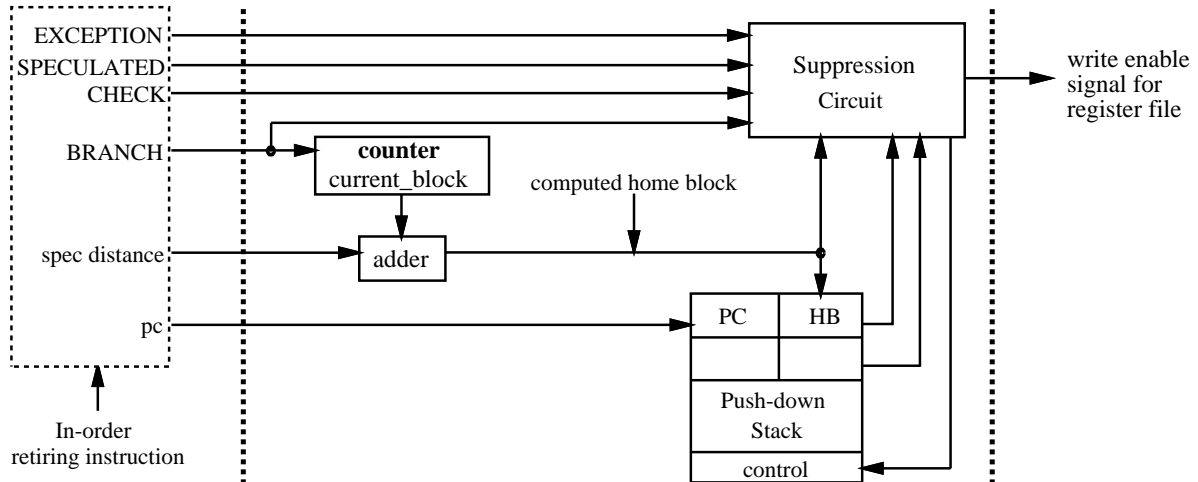 EXCEPTION
SPECULATED
CHECK
BRANCH
spec distance
pc
In-order
retiring instruction
counter
current_block
adder
computed home block
Suppression
Circuit
write enable
signal for
register file
PC
HB
Push-down
Stack
control